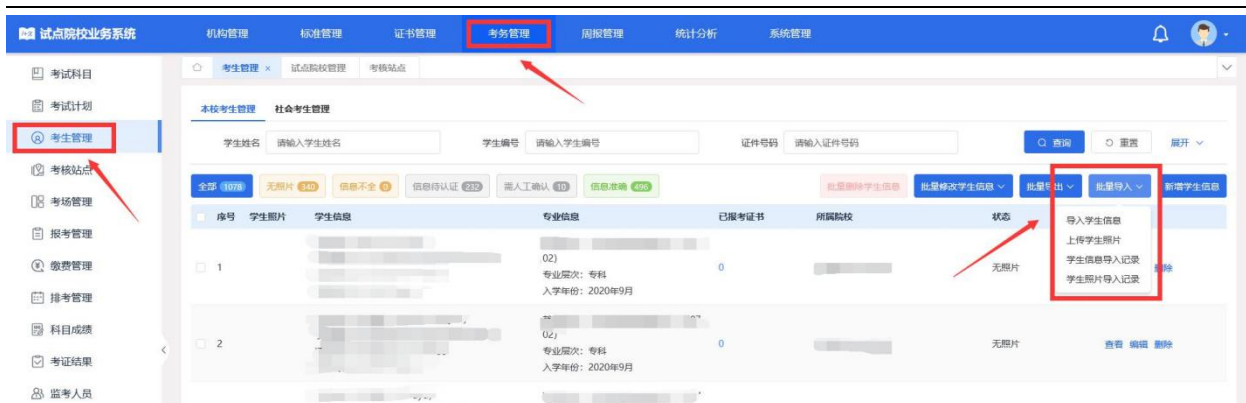 试点院校业务系统 机构管理 标准管理 证书管理 考务管理 周报管理 统计分析 系统管理
考试科目
考试计划
考生管理
考核站点
考场管理
报考管理
缴费管理
排考管理
科目成绩
考证结果
监考人员
考生管理 × 试点院校管理 考核站点
本校考生管理 社会考生管理
学生姓名 请输入学生姓名 学生编号 请输入学生编号 证件号码 请输入证件号码 查询 重置 展开
全部 1078 无照片 340 信息不全 0 信息待认证 232 需人工确认 10 信息准确 496 批量删除学生信息 批量修改学生信息 批量导出 批量导入 新增学生信息
序号 学生照片 学生信息 专业信息 已报考证书 所属院校 状态
导入学生信息
上传学生照片
学生信息导入记录
学生照片导入记录
1 02)
专业层次：专科 0 无照片 删除
入学年份：2020年9月
2 02)
专业层次：专科 0 无照片 查看 编辑 删除
入学年份：2020年9月